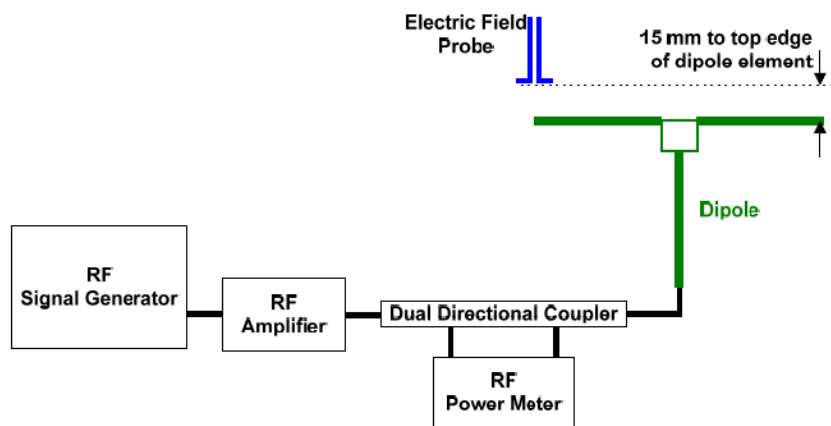 Electric Field
Probe
15 mm to top edge
of dipole element
Dipole
RF
Signal Generator
RF
Amplifier
Dual Directional Coupler
RF
Power Meter